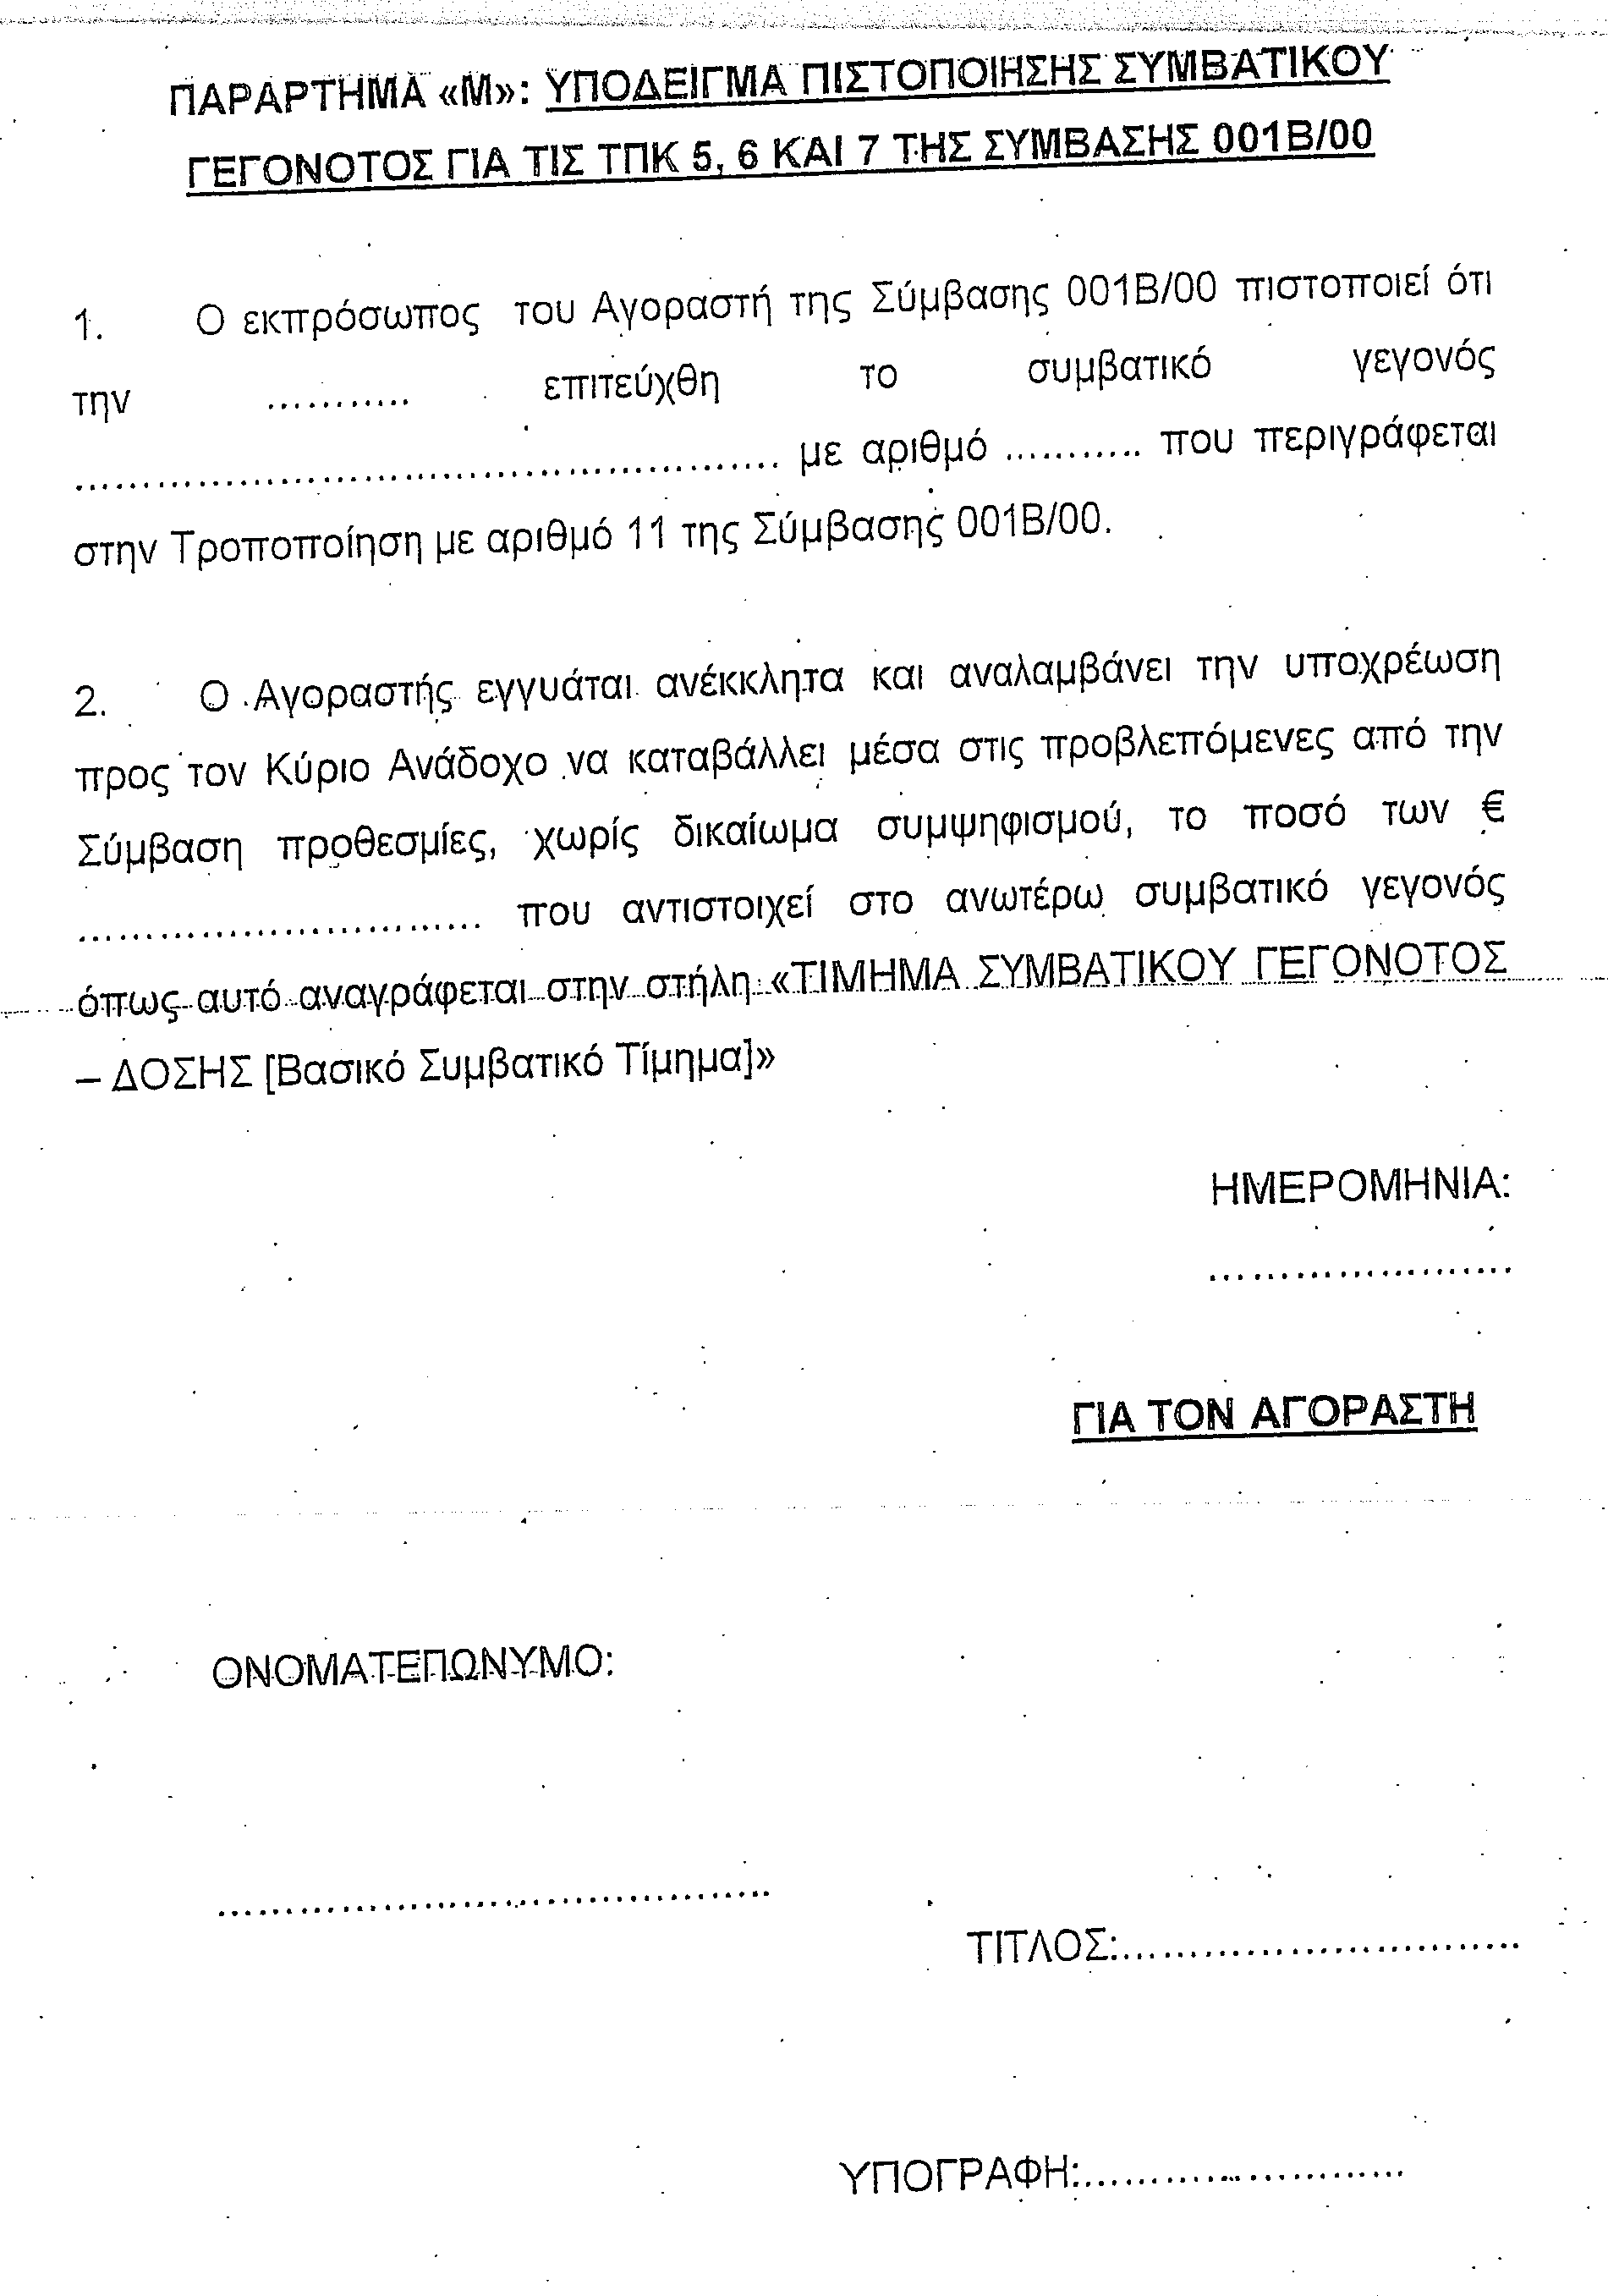 ΠΑΡΑΡΤΗΜΑ «Μ»: ΥΠΟΔΕΙΓΜΑ ΠΙΣΤΟΠΟΙΗΣΗΣ ΣΥΜΒΑΤΙΚΟΥ
ΓΕΓΟΝΟΤΟΣ ΓΙΑ ΤΙΣ ΤΠΚ 5, 6 ΚΑΙ 7 ΤΗΣ ΣΥΜΒΑΣΗΣ 001Β/00
1. Ο εκπρόσωπος του Αγοραστή της Σύμβασης 001Β/00 πιστοποιεί ότι
την ........... επιτεύχθη το συμβατικό γεγονός
.................................................... με αριθμό ........... που περιγράφεται
στην Τροποποίηση με αριθμό 11 της Σύμβασης 001Β/00.
2. Ο Αγοραστής εγγυάται ανέκκλητα και αναλαμβάνει την υποχρέωση
προς τον Κύριο Ανάδοχο να καταβάλλει μέσα στις προβλεπόμενες από την
Σύμβαση προθεσμίες, χωρίς δικαίωμα συμψηφισμού, το ποσό των €
.............................. που αντιστοιχεί στο ανωτέρω συμβατικό γεγονός
όπως αυτό αναγράφεται στην στήλη «ΤΙΜΗΜΑ ΣΥΜΒΑΤΙΚΟΥ ΓΕΓΟΝΟΤΟΣ
– ΔΟΣΗΣ [Βασικό Συμβατικό Τίμημα]»
ΗΜΕΡΟΜΗΝΙΑ:
......................
ΓΙΑ ΤΟΝ ΑΓΟΡΑΣΤΗ
ΟΝΟΜΑΤΕΠΩΝΥΜΟ:
........................................
ΤΙΤΛΟΣ:.............................
ΥΠΟΓΡΑΦΗ:........................